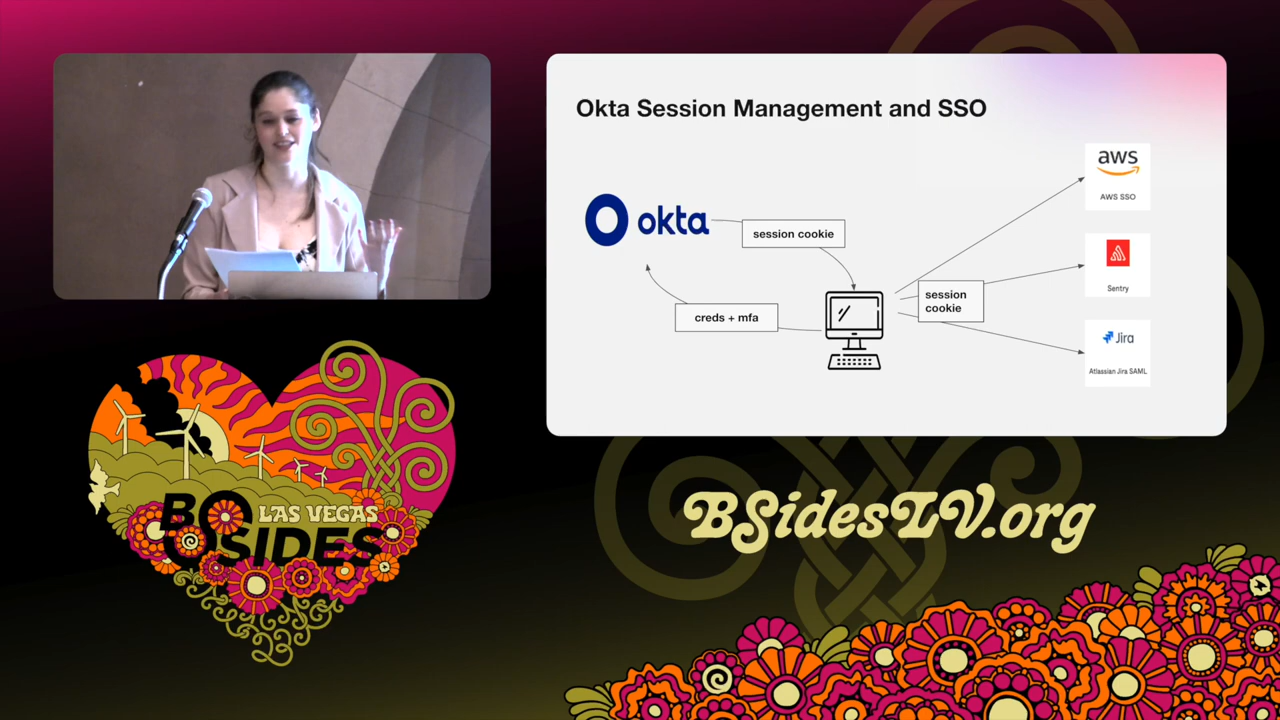 Okta Session Management and SSO
okta
session cookie
creds + mfa
session
cookie
aws
AWS SSO
Sentry
Jira
Atlassian Jira SAML
LAS VEGAS
BSIDES
BSidesLV.org